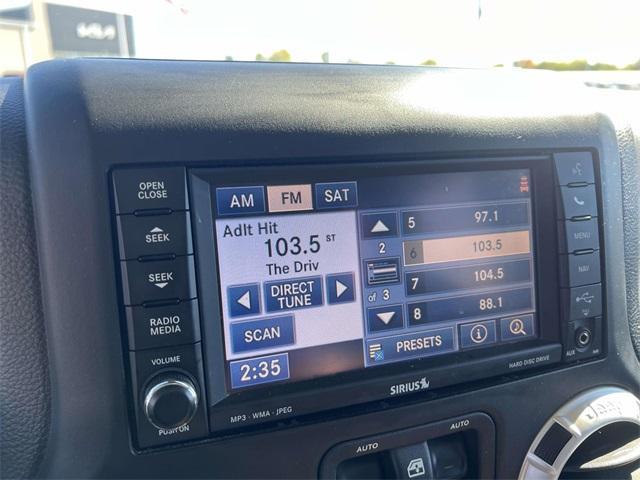 KIA
OPEN CLOSE
SEEK
SEEK
RADIO MEDIA
VOLUME
PUSH ON
AM FM SAT
Adlt Hit
103.5 ST
The Driv
DIRECT TUNE
SCAN
2:35
2
of 3
5 97.1
6 103.5
7 104.5
8 88.1
PRESETS
MP3 · WMA · JPEG
SIRIUS
HARD DISC DRIVE
MENU
NAV
AUX
AUTO
AUTO
Jeep